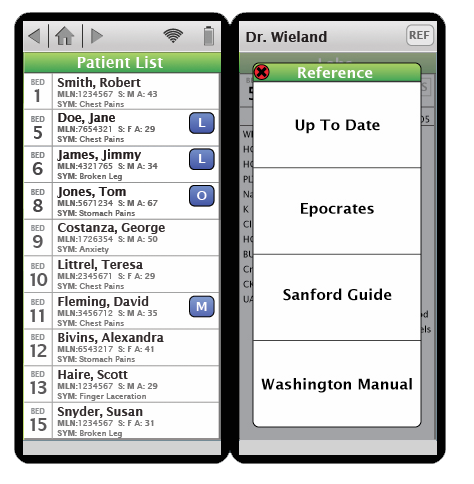 Patient List
BED 1
Smith, Robert
MLN:1234567 S: M A: 43
SYM: Chest Pains
BED 5
Doe, Jane
MLN:7654321 S: F A: 29
SYM: Chest Pains
L
BED 6
James, Jimmy
MLN:4321765 S: M A: 34
SYM: Broken Leg
L
BED 8
Jones, Tom
MLN:5671234 S: M A: 67
SYM: Stomach Pains
O
BED 9
Costanza, George
MLN:1726354 S: M A: 50
SYM: Anxiety
BED 10
Littrel, Teresa
MLN:2345671 S: F A: 29
SYM: Chest Pains
BED 11
Fleming, David
MLN:3456712 S: M A: 35
SYM: Chest Pains
M
BED 12
Bivins, Alexandra
MLN:6543217 S: F A: 41
SYM: Stomach Pains
BED 13
Haire, Scott
MLN:1234567 S: M A: 29
SYM: Finger Laceration
BED 15
Snyder, Susan
MLN:1234567 S: F A: 31
SYM: Broken Leg
Dr. Wieland
REF
Reference
Up To Date
Epocrates
Sanford Guide
Washington Manual